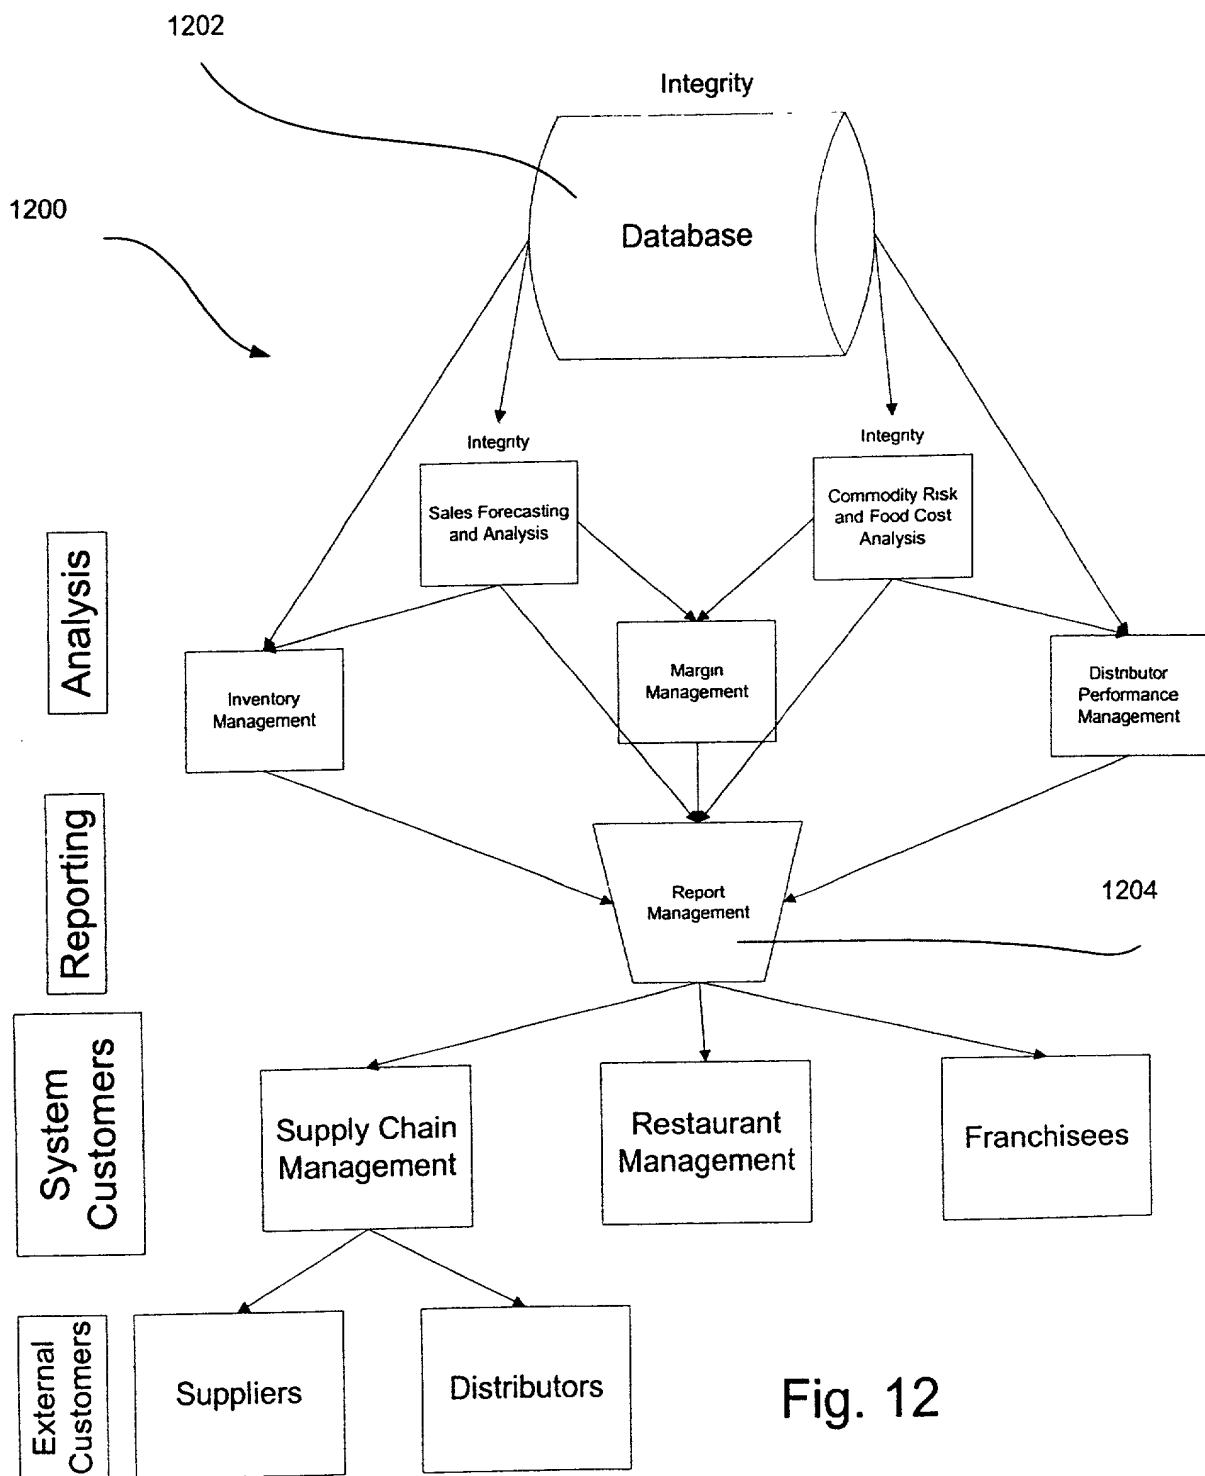 1202
Integrity
1200
Database
Integrity
Integrity
Sales Forecasting
and Analysis
Commodity Risk
and Food Cost
Analysis
Analysis
Inventory
Management
Margin
Management
Distributor
Performance
Management
Reporting
Report
Management
1204
System
Customers
Supply Chain
Management
Restaurant
Management
Franchisees
External
Customers
Suppliers
Distributors
Fig. 12